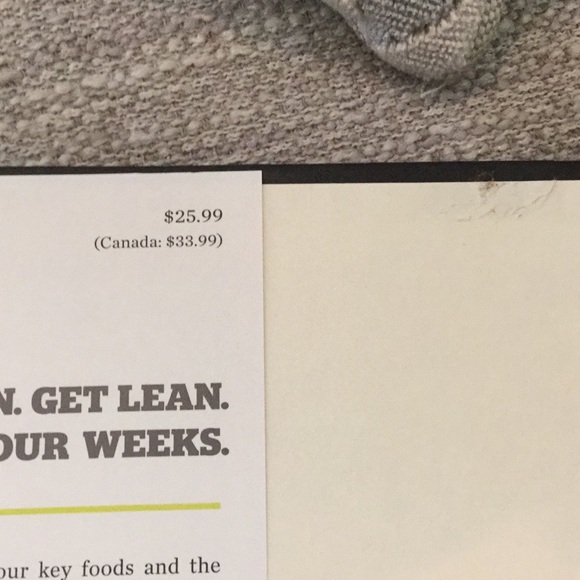 $25.99
(Canada: $33.99)
N. GET LEAN.
OUR WEEKS.
our key foods and the